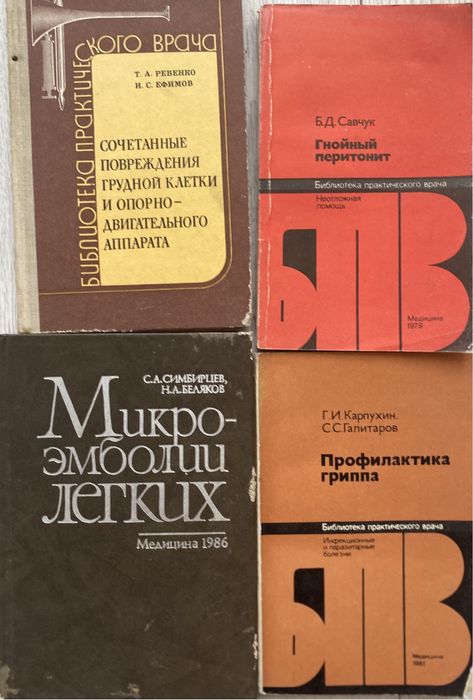 БИБЛИОТЕКА ПРАКТИЧЕСКОГО ВРАЧА
Т. А. РЕВЕНКО
И. С. ЕФИМОВ
СОЧЕТАННЫЕ
ПОВРЕЖДЕНИЯ
ГРУДНОЙ КЛЕТКИ
И ОПОРНО-
ДВИГАТЕЛЬНОГО
АППАРАТА
Б.Д. Савчук
Гнойный
перитонит
Библиотека практического врача
Неотложная
помощь
БПВ
Медицина
1979
С.А.СИМБИРЦЕВ,
Н.А.БЕЛЯКОВ
Микро-
эмболии
легких
Медицина 1986
Г.И.Карпухин.
С.С.Галитаров
Профилактика
гриппа
Библиотека практического врача
Инфекционные
и паразитарные
болезни
БПВ
Медицина
1981